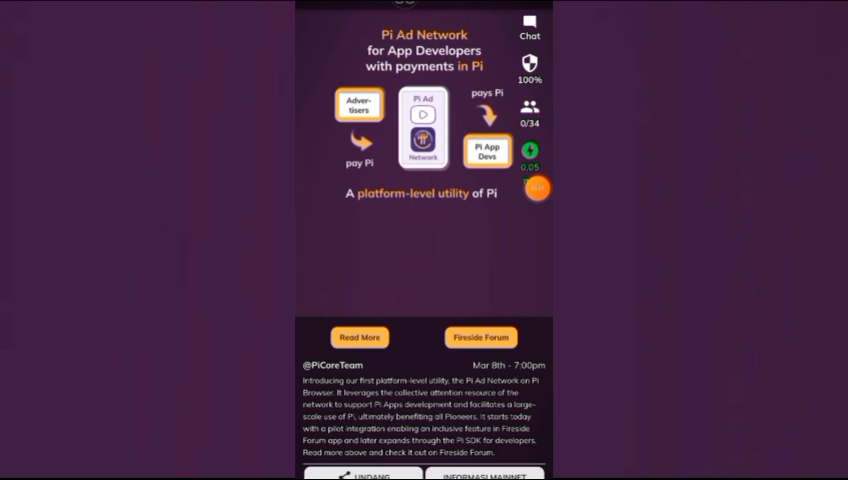 Pi Ad Network
for App Developers
with payments in Pi
Chat
100%
0/34
0,05
Adver-
tisers
pay Pi
Pi Ad
Network
pays Pi
Pi App
Devs
A platform-level utility of Pi
Read More
Fireside Forum
@PiCoreTeam
Mar 8th - 7:00pm
Introducing our first platform-level utility, the Pi Ad Network on Pi
Browser. It leverages the collective attention resource of the
network to support Pi Apps development and facilitates a large-
scale use of Pi, ultimately benefiting all Pioneers. It starts today
with a pilot integration enabling an inclusive feature in Fireside
Forum app and later expands through the Pi SDK for developers.
Read more above and check it out on Fireside Forum.
UNDANG
INFORMASI MAINNET